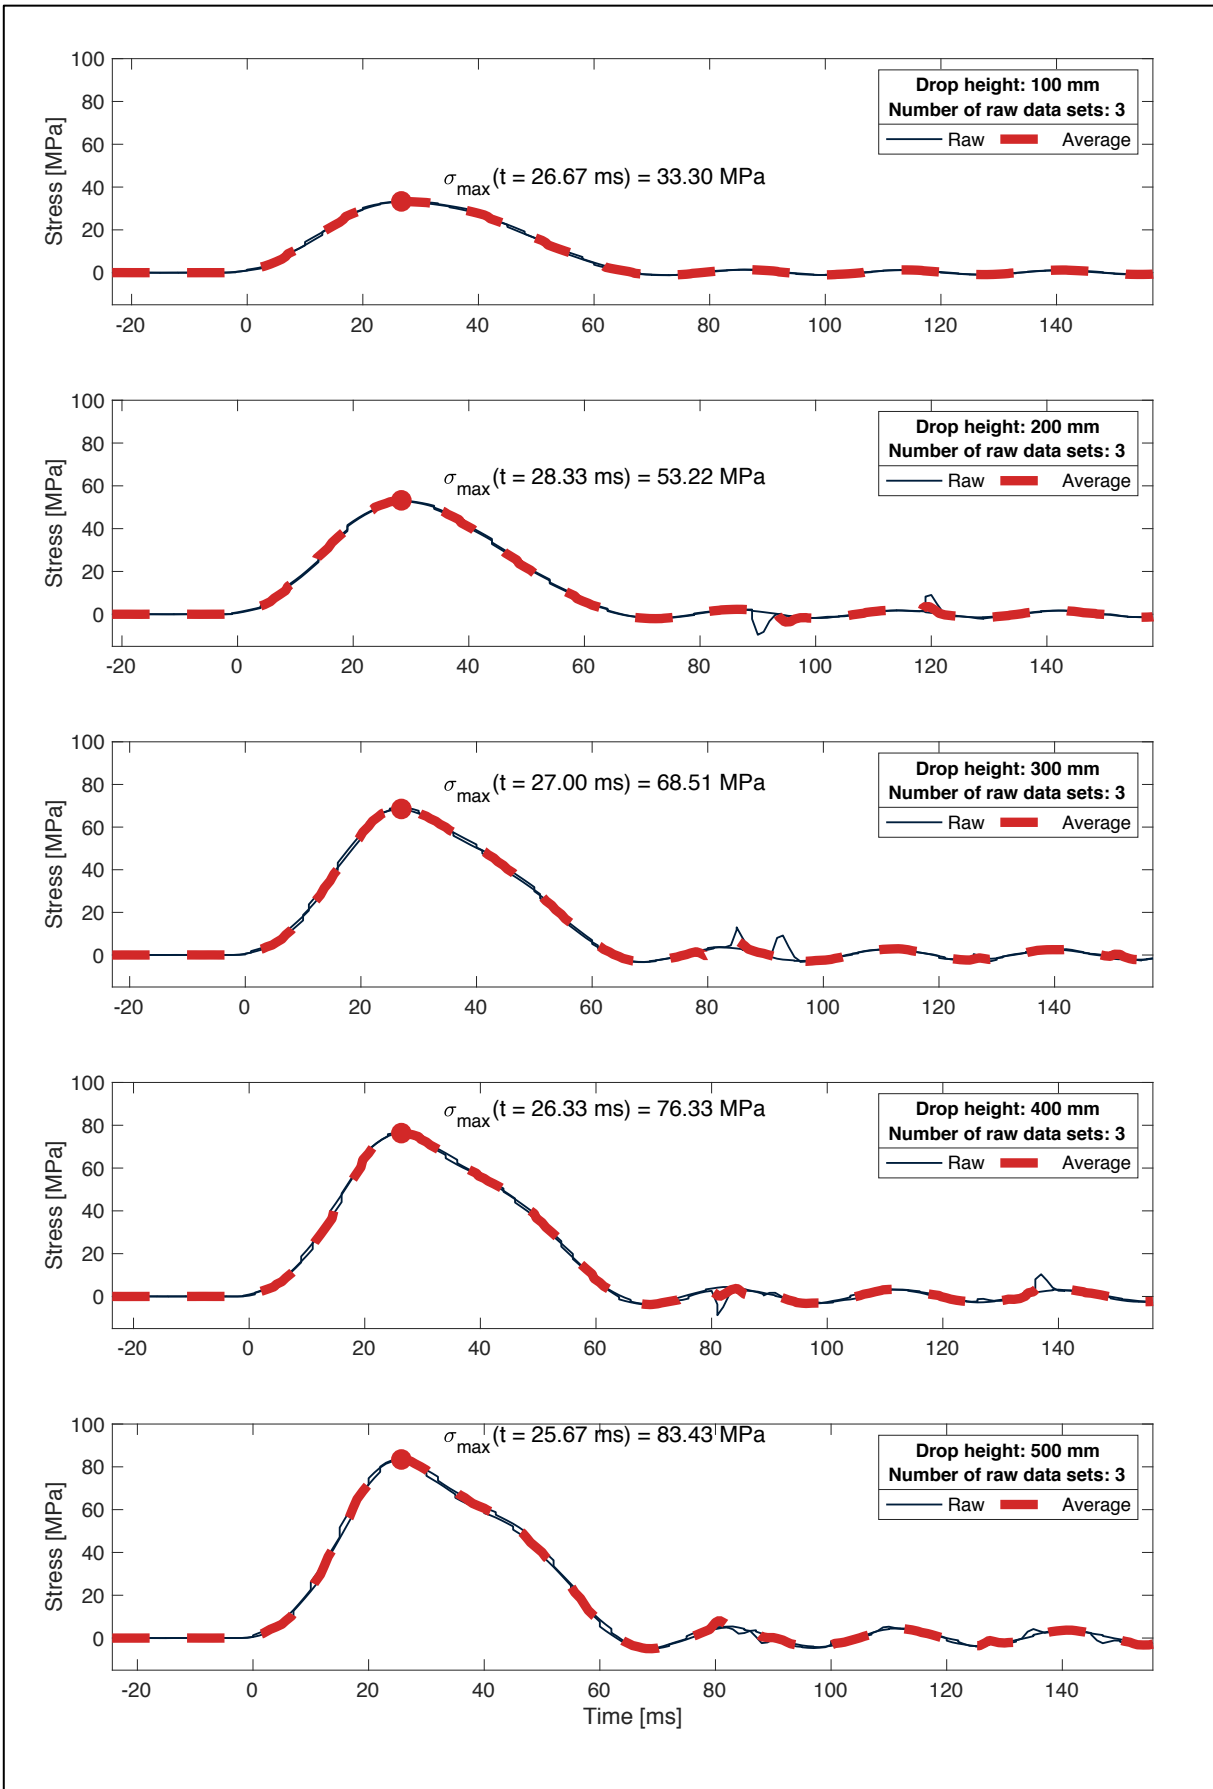 100
80
60
40
20
0
Stress [MPa]
Drop height: 100 mm
Number of raw data sets: 3
Raw Average
σmax(t = 26.67 ms) = 33.30 MPa
-20 0 20 40 60 80 100 120 140
100
80
60
40
20
0
Stress [MPa]
Drop height: 200 mm
Number of raw data sets: 3
Raw Average
σmax(t = 28.33 ms) = 53.22 MPa
-20 0 20 40 60 80 100 120 140
100
80
60
40
20
0
Stress [MPa]
Drop height: 300 mm
Number of raw data sets: 3
Raw Average
σmax(t = 27.00 ms) = 68.51 MPa
-20 0 20 40 60 80 100 120 140
100
80
60
40
20
0
Stress [MPa]
Drop height: 400 mm
Number of raw data sets: 3
Raw Average
σmax(t = 26.33 ms) = 76.33 MPa
-20 0 20 40 60 80 100 120 140
100
80
60
40
20
0
Stress [MPa]
Drop height: 500 mm
Number of raw data sets: 3
Raw Average
σmax(t = 25.67 ms) = 83.43 MPa
-20 0 20 40 60 80 100 120 140
Time [ms]